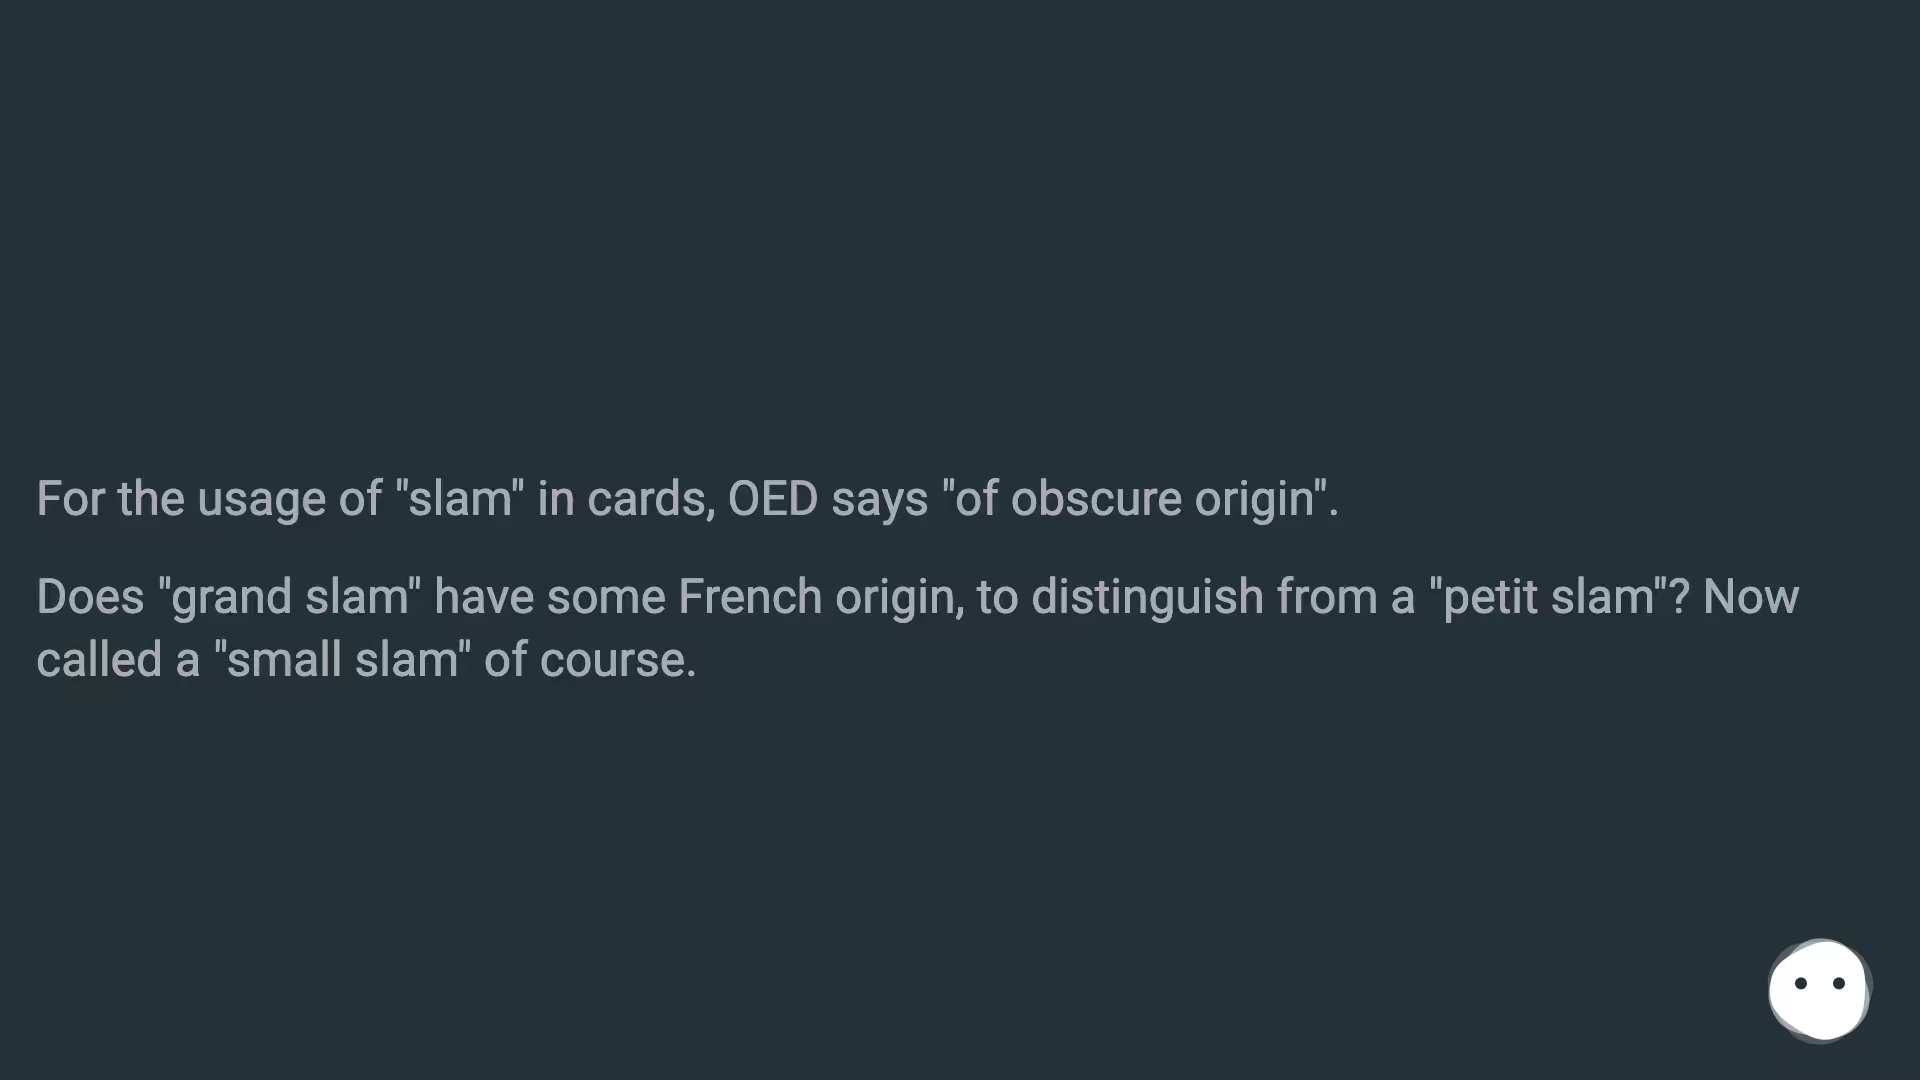 For the usage of "slam" in cards, OED says "of obscure origin".
Does "grand slam" have some French origin, to distinguish from a "petit slam"? Now
called a "small slam" of course.